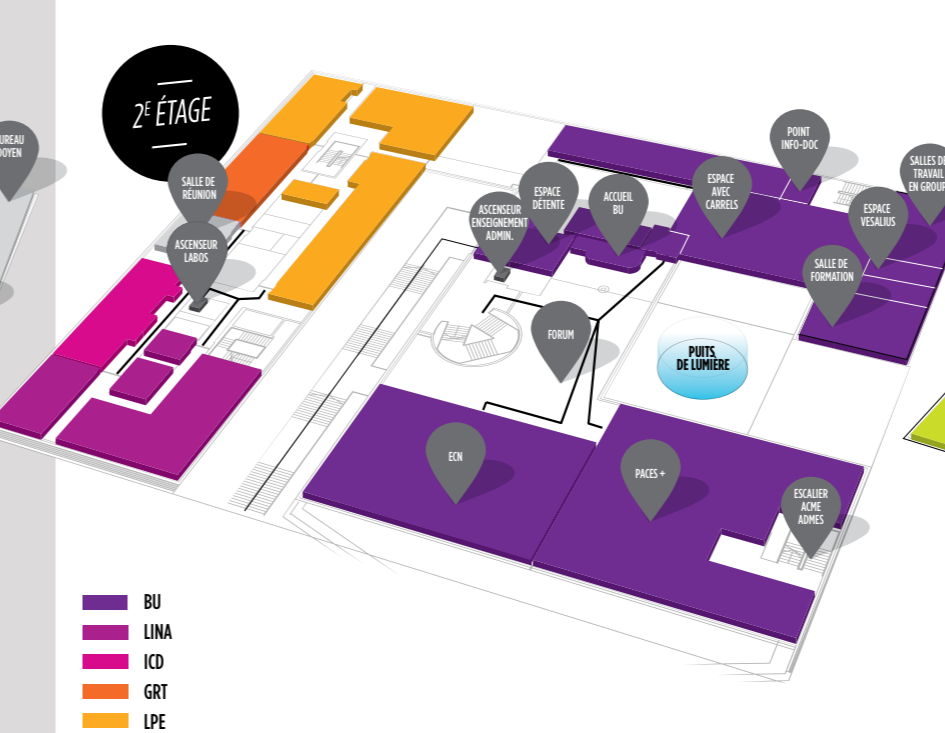 2E ÉTAGE
DOYEN
SALLE DE
RÉUNION
ASCENSEUR
LABOS
ASCENSEUR
ENSEIGNEMENT
ADMIN.
ESPACE
DÉTENTE
ACCUEIL
BU
ESPACE
AVEC
CARRELS
POINT
INFO-DOC
SALLES DE
TRAVAIL
EN GROUP
ESPACE
VESALIUS
SALLE DE
FORMATION
FORUM
PUITS
DE LUMIÈRE
ECN
PACES +
ESCALIER
ACME
ADMES
BU
LINA
ICD
GRT
LPE